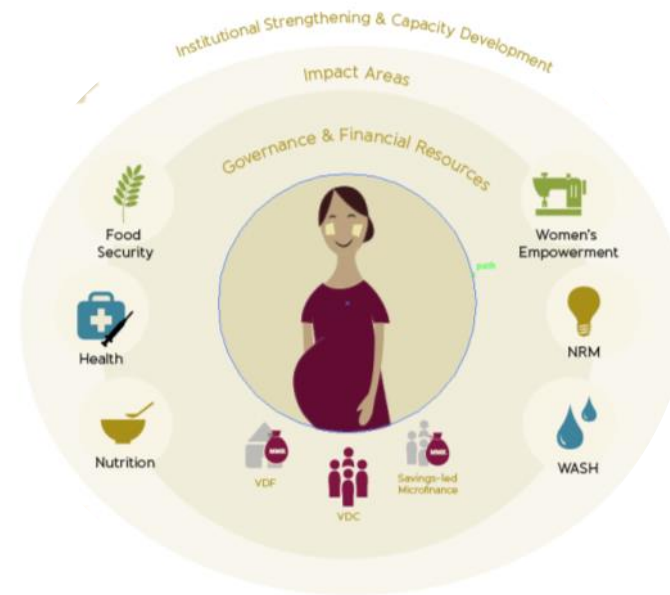 Institutional Strengthening & Capacity Development
Impact Areas
Governance & Financial Resources
Food
Security
Women's
Empowerment
path
Health
NRM
Nutrition
WASH
VDF
VDC
Savings-led
Microfinance